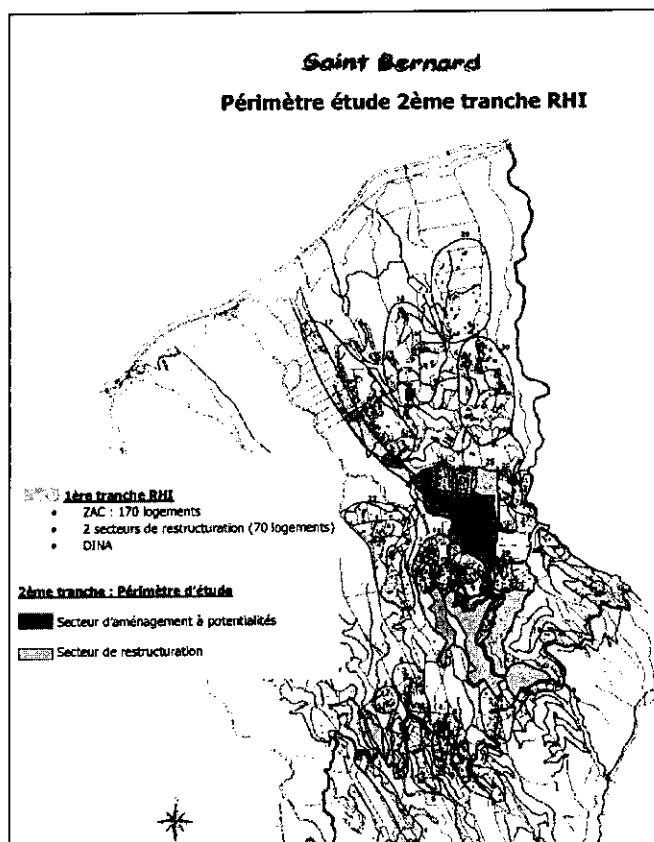 Saint Bernard
Périmètre étude 2ème tranche RHI
1ère tranche RHI
• ZAC : 170 logements
• 2 secteurs de restructuration (70 logements)
• DINA
2ème tranche : Périmètre d'étude
Secteur d'aménagement à potentialités
Secteur de restructuration